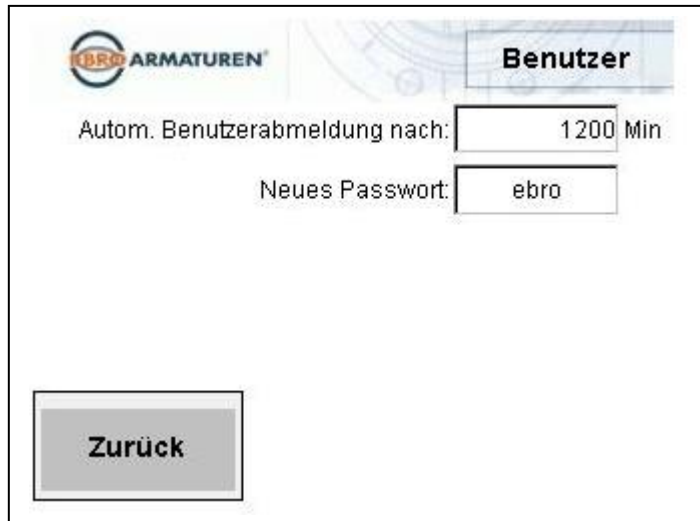 EBRO ARMATUREN®
Benutzer
Autom. Benutzerabmeldung nach: 1200 Min
Neues Passwort: ebro
Zurück